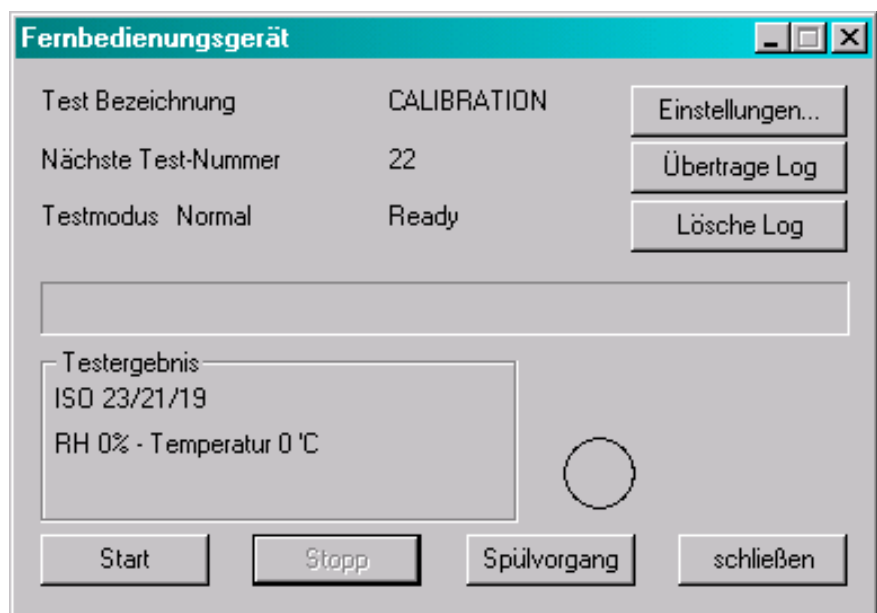 Fernbedienungsgerät
Test Bezeichnung CALIBRATION Einstellungen...
Nächste Test-Nummer 22 Übertrage Log
Testmodus Normal Ready Lösche Log
Testergebnis
ISO 23/21/19
RH 0% - Temperatur 0 'C
Start Stopp Spülvorgang schließen